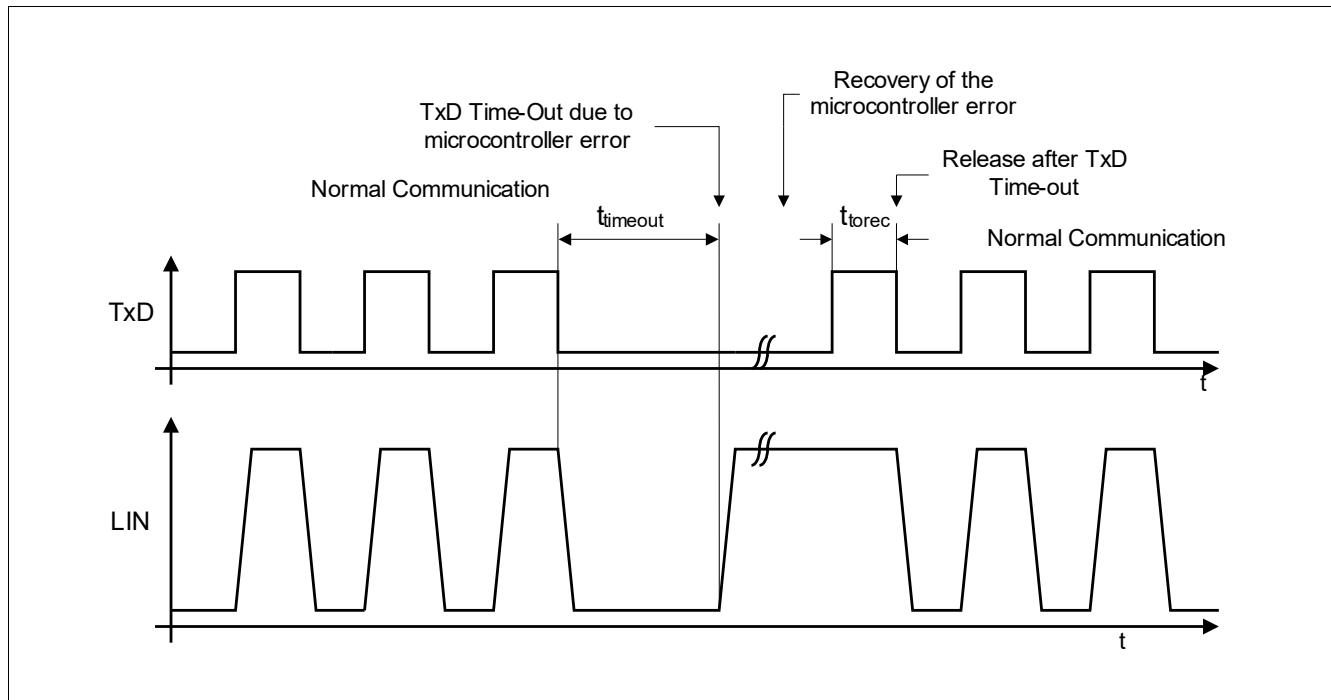 Recovery of the
microcontroller error
TxD Time-Out due to
microcontroller error
Release after TxD
Time-out
Normal Communication
ttimeout
ttorec
Normal Communication
TxD
t
LIN
t